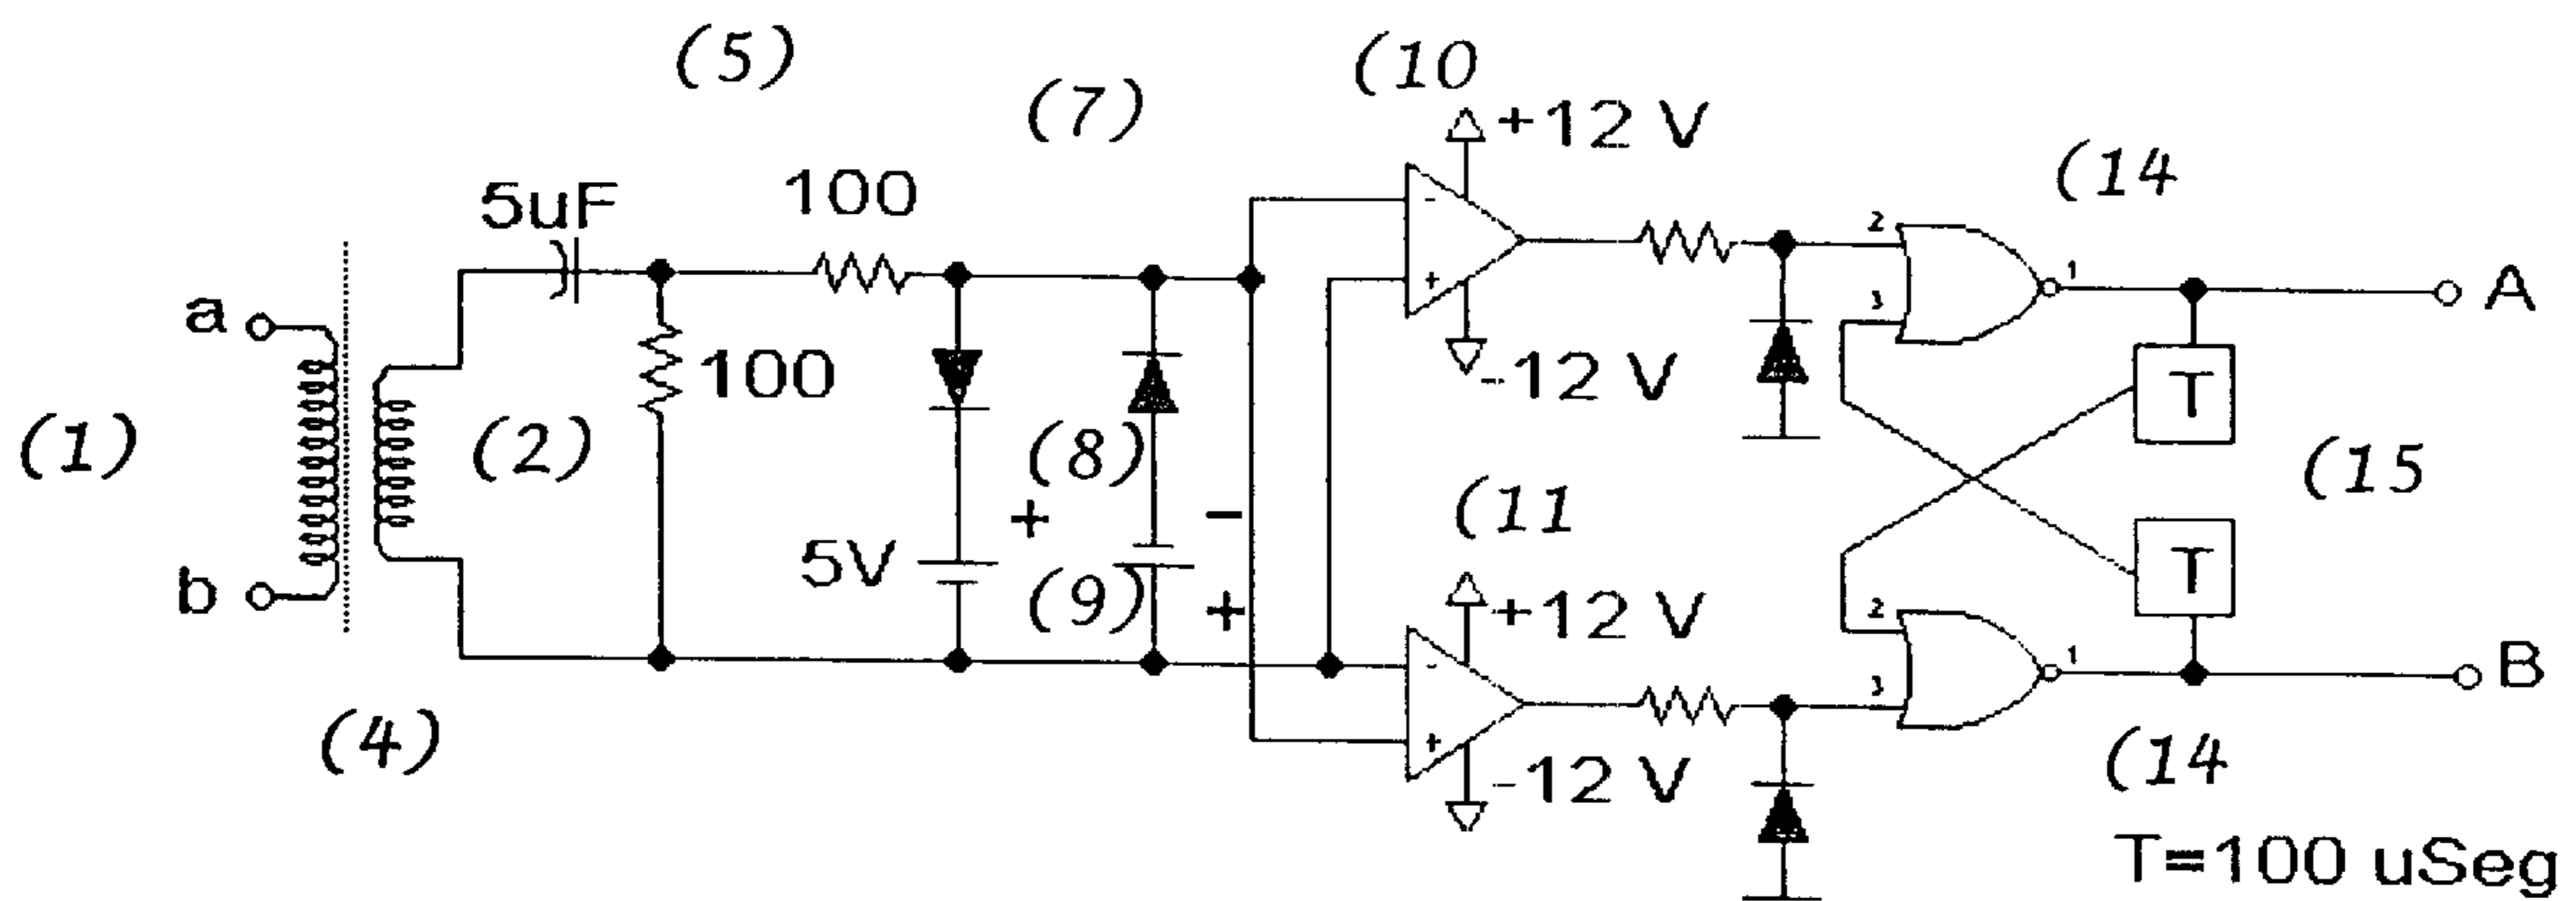 (5)
(10
(7)
+12 V
(14
5uF
100
-
2
1
3
a
+
A
100
-12 V
T
(1)
(2)
(8)
(15
+
-
(11
5V
T
b
(9)
+
+12 V
2
-
1
B
3
(4)
+
-12 V
(14
T=100 uSeg